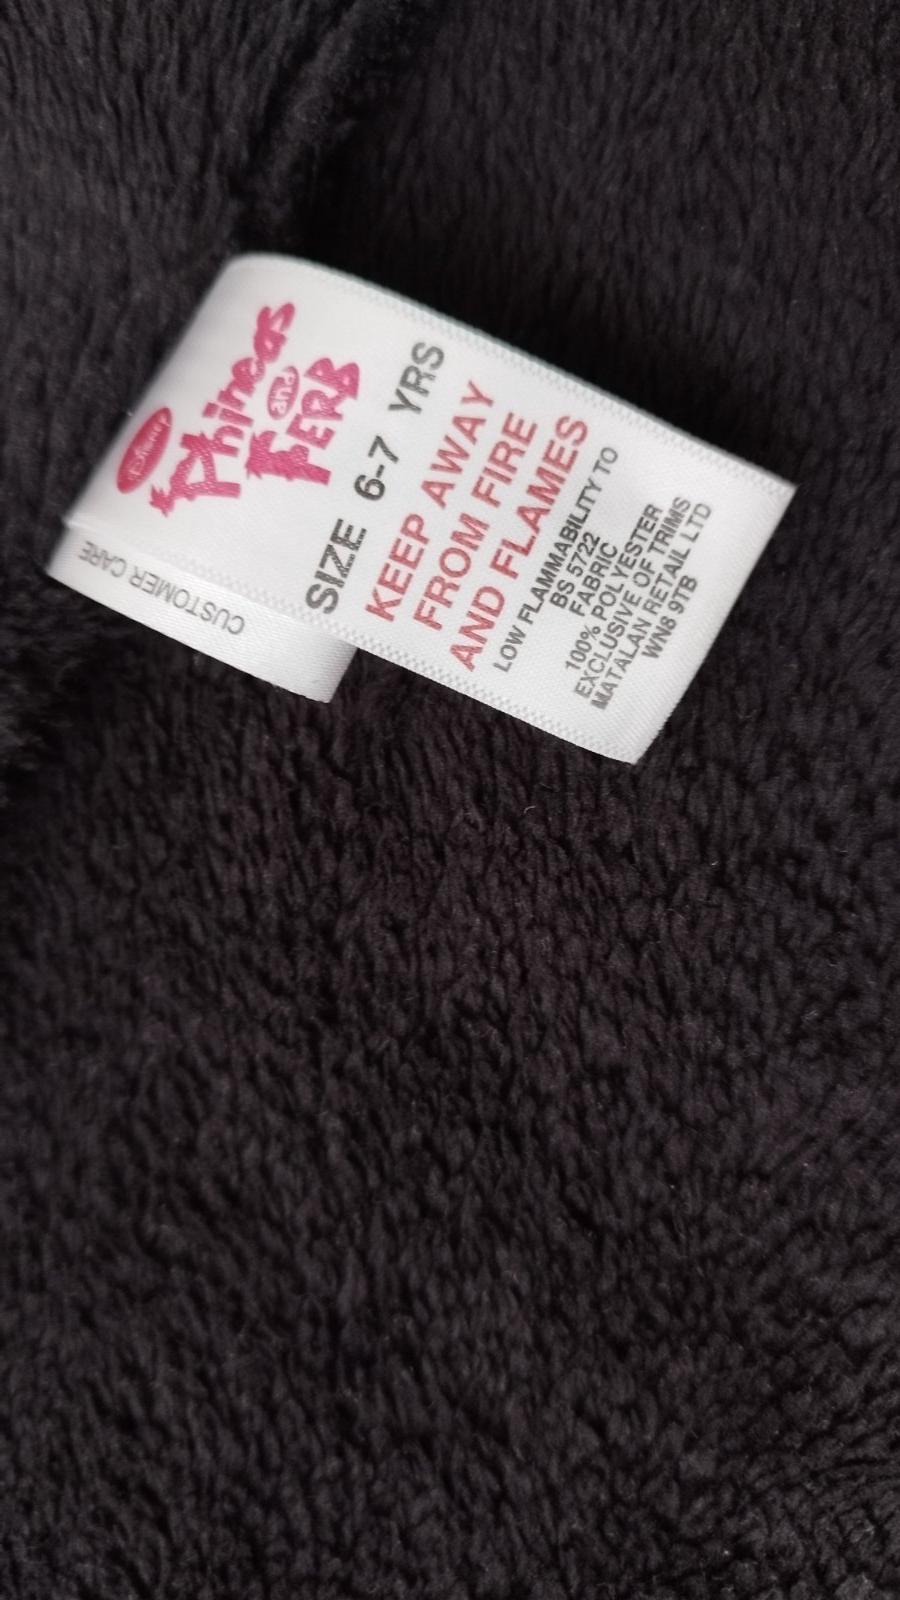 Disney
Phineas
and
FERB
SIZE 6-7 YRS
KEEP AWAY
FROM FIRE
AND FLAMES
LOW FLAMMABILITY TO
BS 5722
FABRIC
100% POLYESTER
EXCLUSIVE OF TRIMS
MATALAN RETAIL LTD
WN8 9TB
CUSTOMER CARE